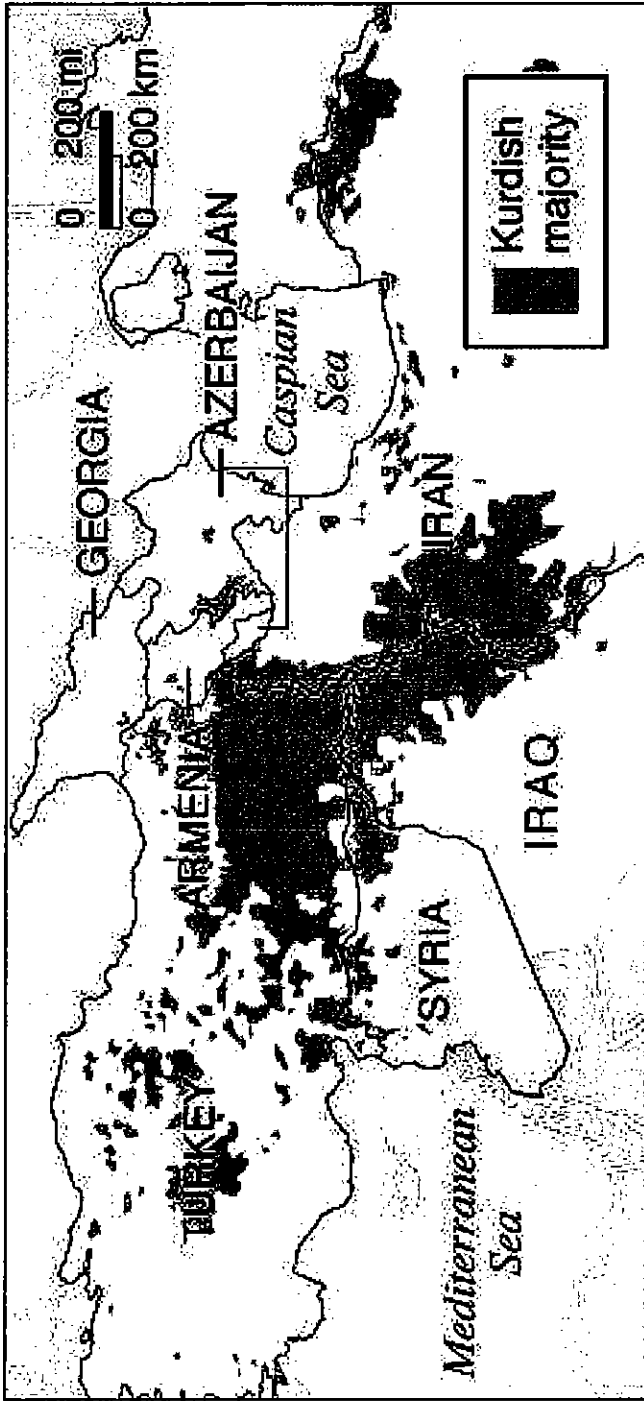 0 200 mi
0 200 km
GEORGIA
AZERBAIJAN
ARMENIA
TURKEY
Caspian
Sea
IRAN
SYRIA
IRAQ
Mediterranean
Sea
Kurdish
majority